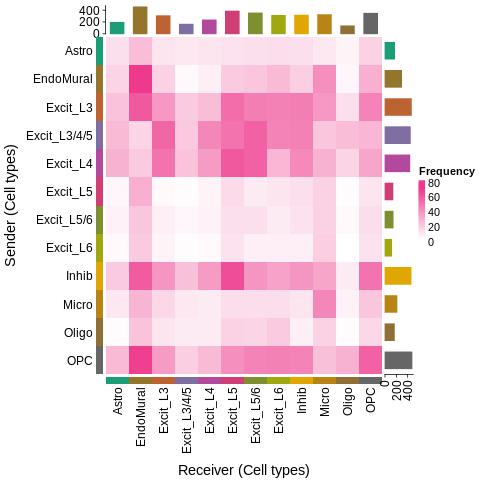 400
200
0
Astro
EndoMural
Excit_L3
Excit_L3/4/5
Excit_L4
Excit_L5
Excit_L5/6
Excit_L6
Inhib
Micro
Oligo
OPC
Sender (Cell types)
Frequency
80
60
40
20
0
0
200
400
Astro
EndoMural
Excit_L3
Excit_L3/4/5
Excit_L4
Excit_L5
Excit_L5/6
Excit_L6
Inhib
Micro
Oligo
OPC
Receiver (Cell types)